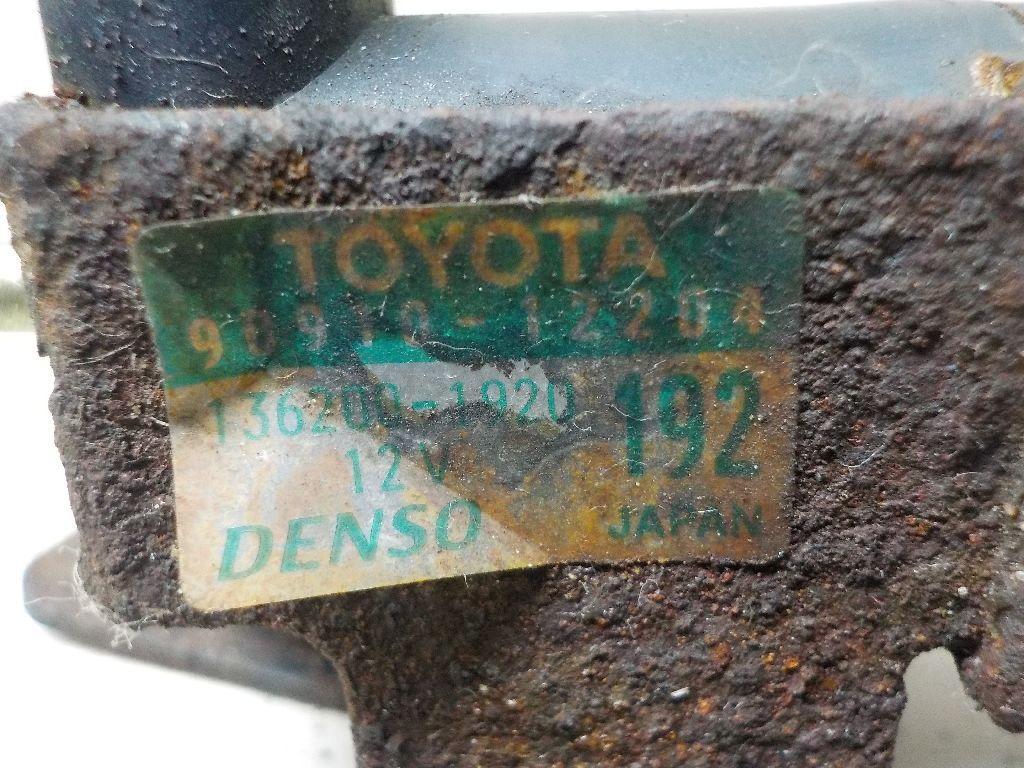 TOYOTA
90910-12204
136200-1920
192
12V
DENSO
JAPAN